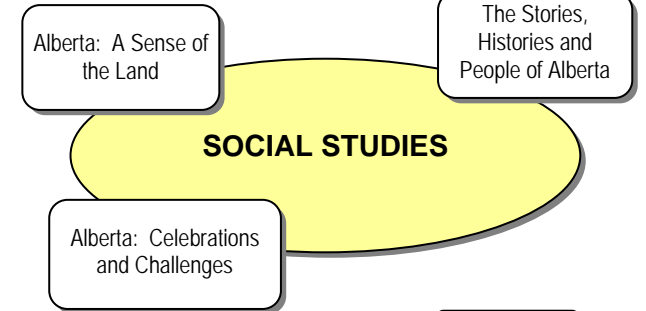 Alberta:  A Sense of
the Land
The Stories,
Histories and
People of Alberta
SOCIAL STUDIES
Alberta:  Celebrations
and Challenges